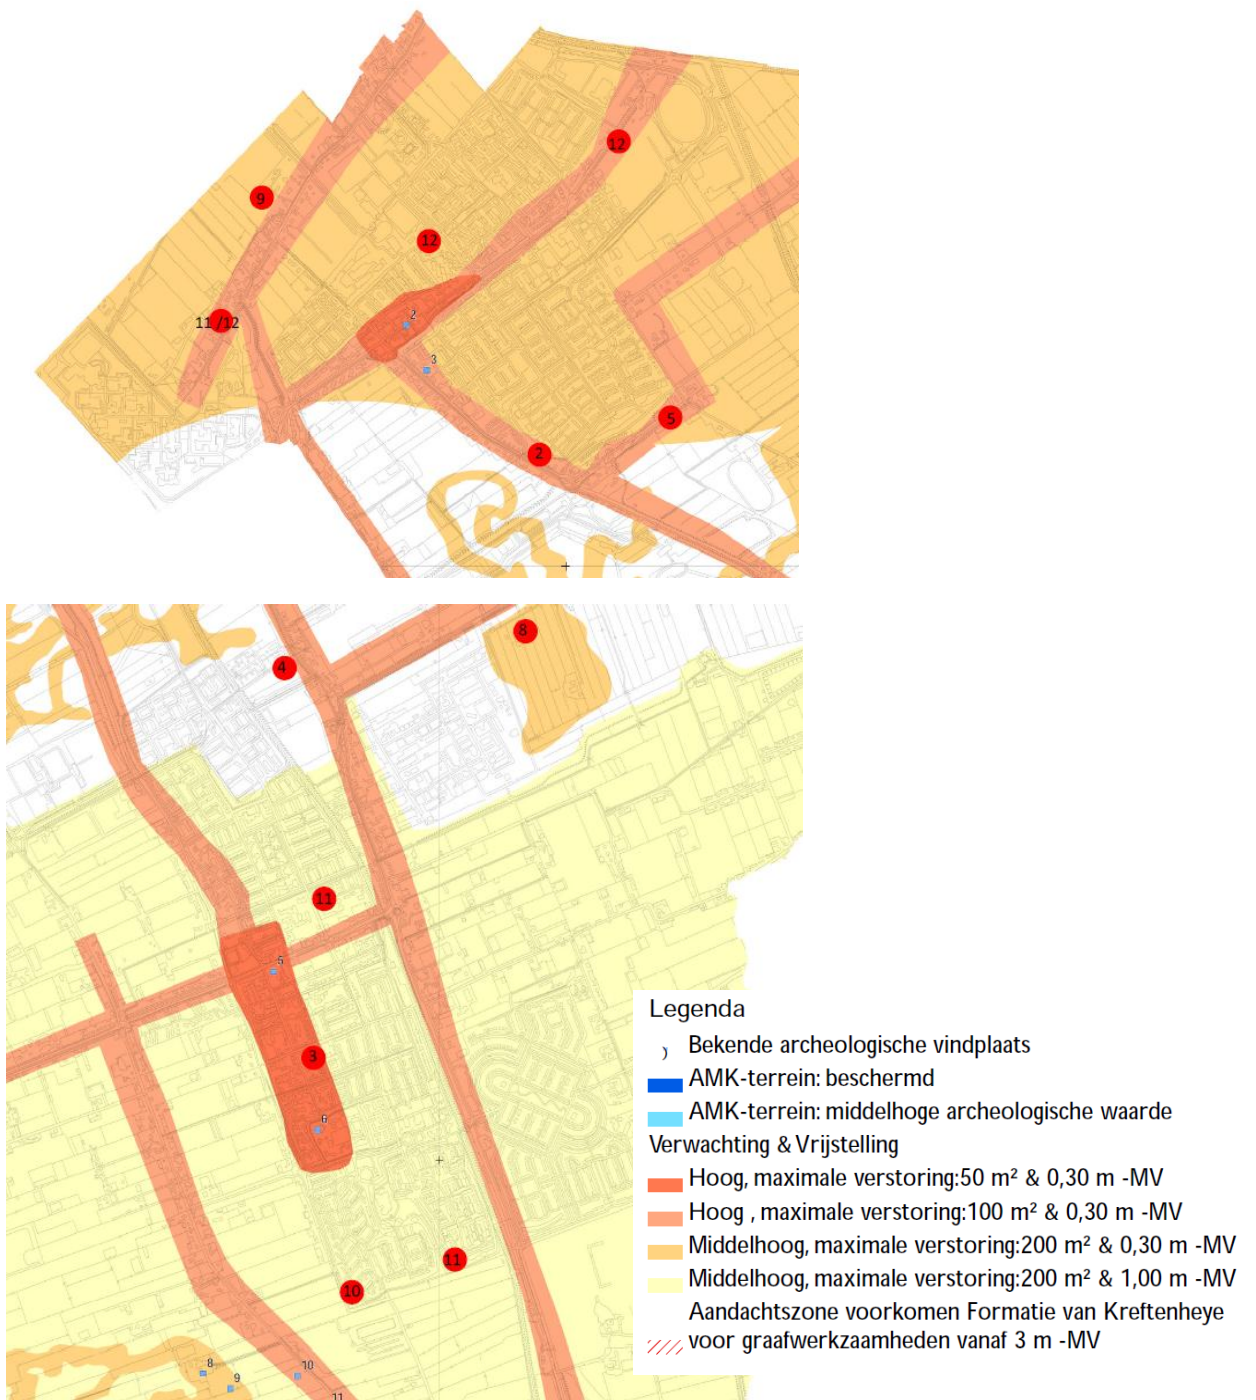 12
9
12
11 /12
2
3
5
2
8
4
11
5
3
6
11
10
8
9
10
11
Legenda
Bekende archeologische vindplaats
AMK-terrein: beschermd
AMK-terrein: middelhoge archeologische waarde
Verwachting & Vrijstelling
Hoog, maximale verstoring:50 m² & 0,30 m -MV
Hoog , maximale verstoring:100 m² & 0,30 m -MV
Middelhoog, maximale verstoring:200 m² & 0,30 m -MV
Middelhoog, maximale verstoring:200 m² & 1,00 m -MV
Aandachtszone voorkomen Formatie van Kreftenheye
voor graafwerkzaamheden vanaf 3 m -MV